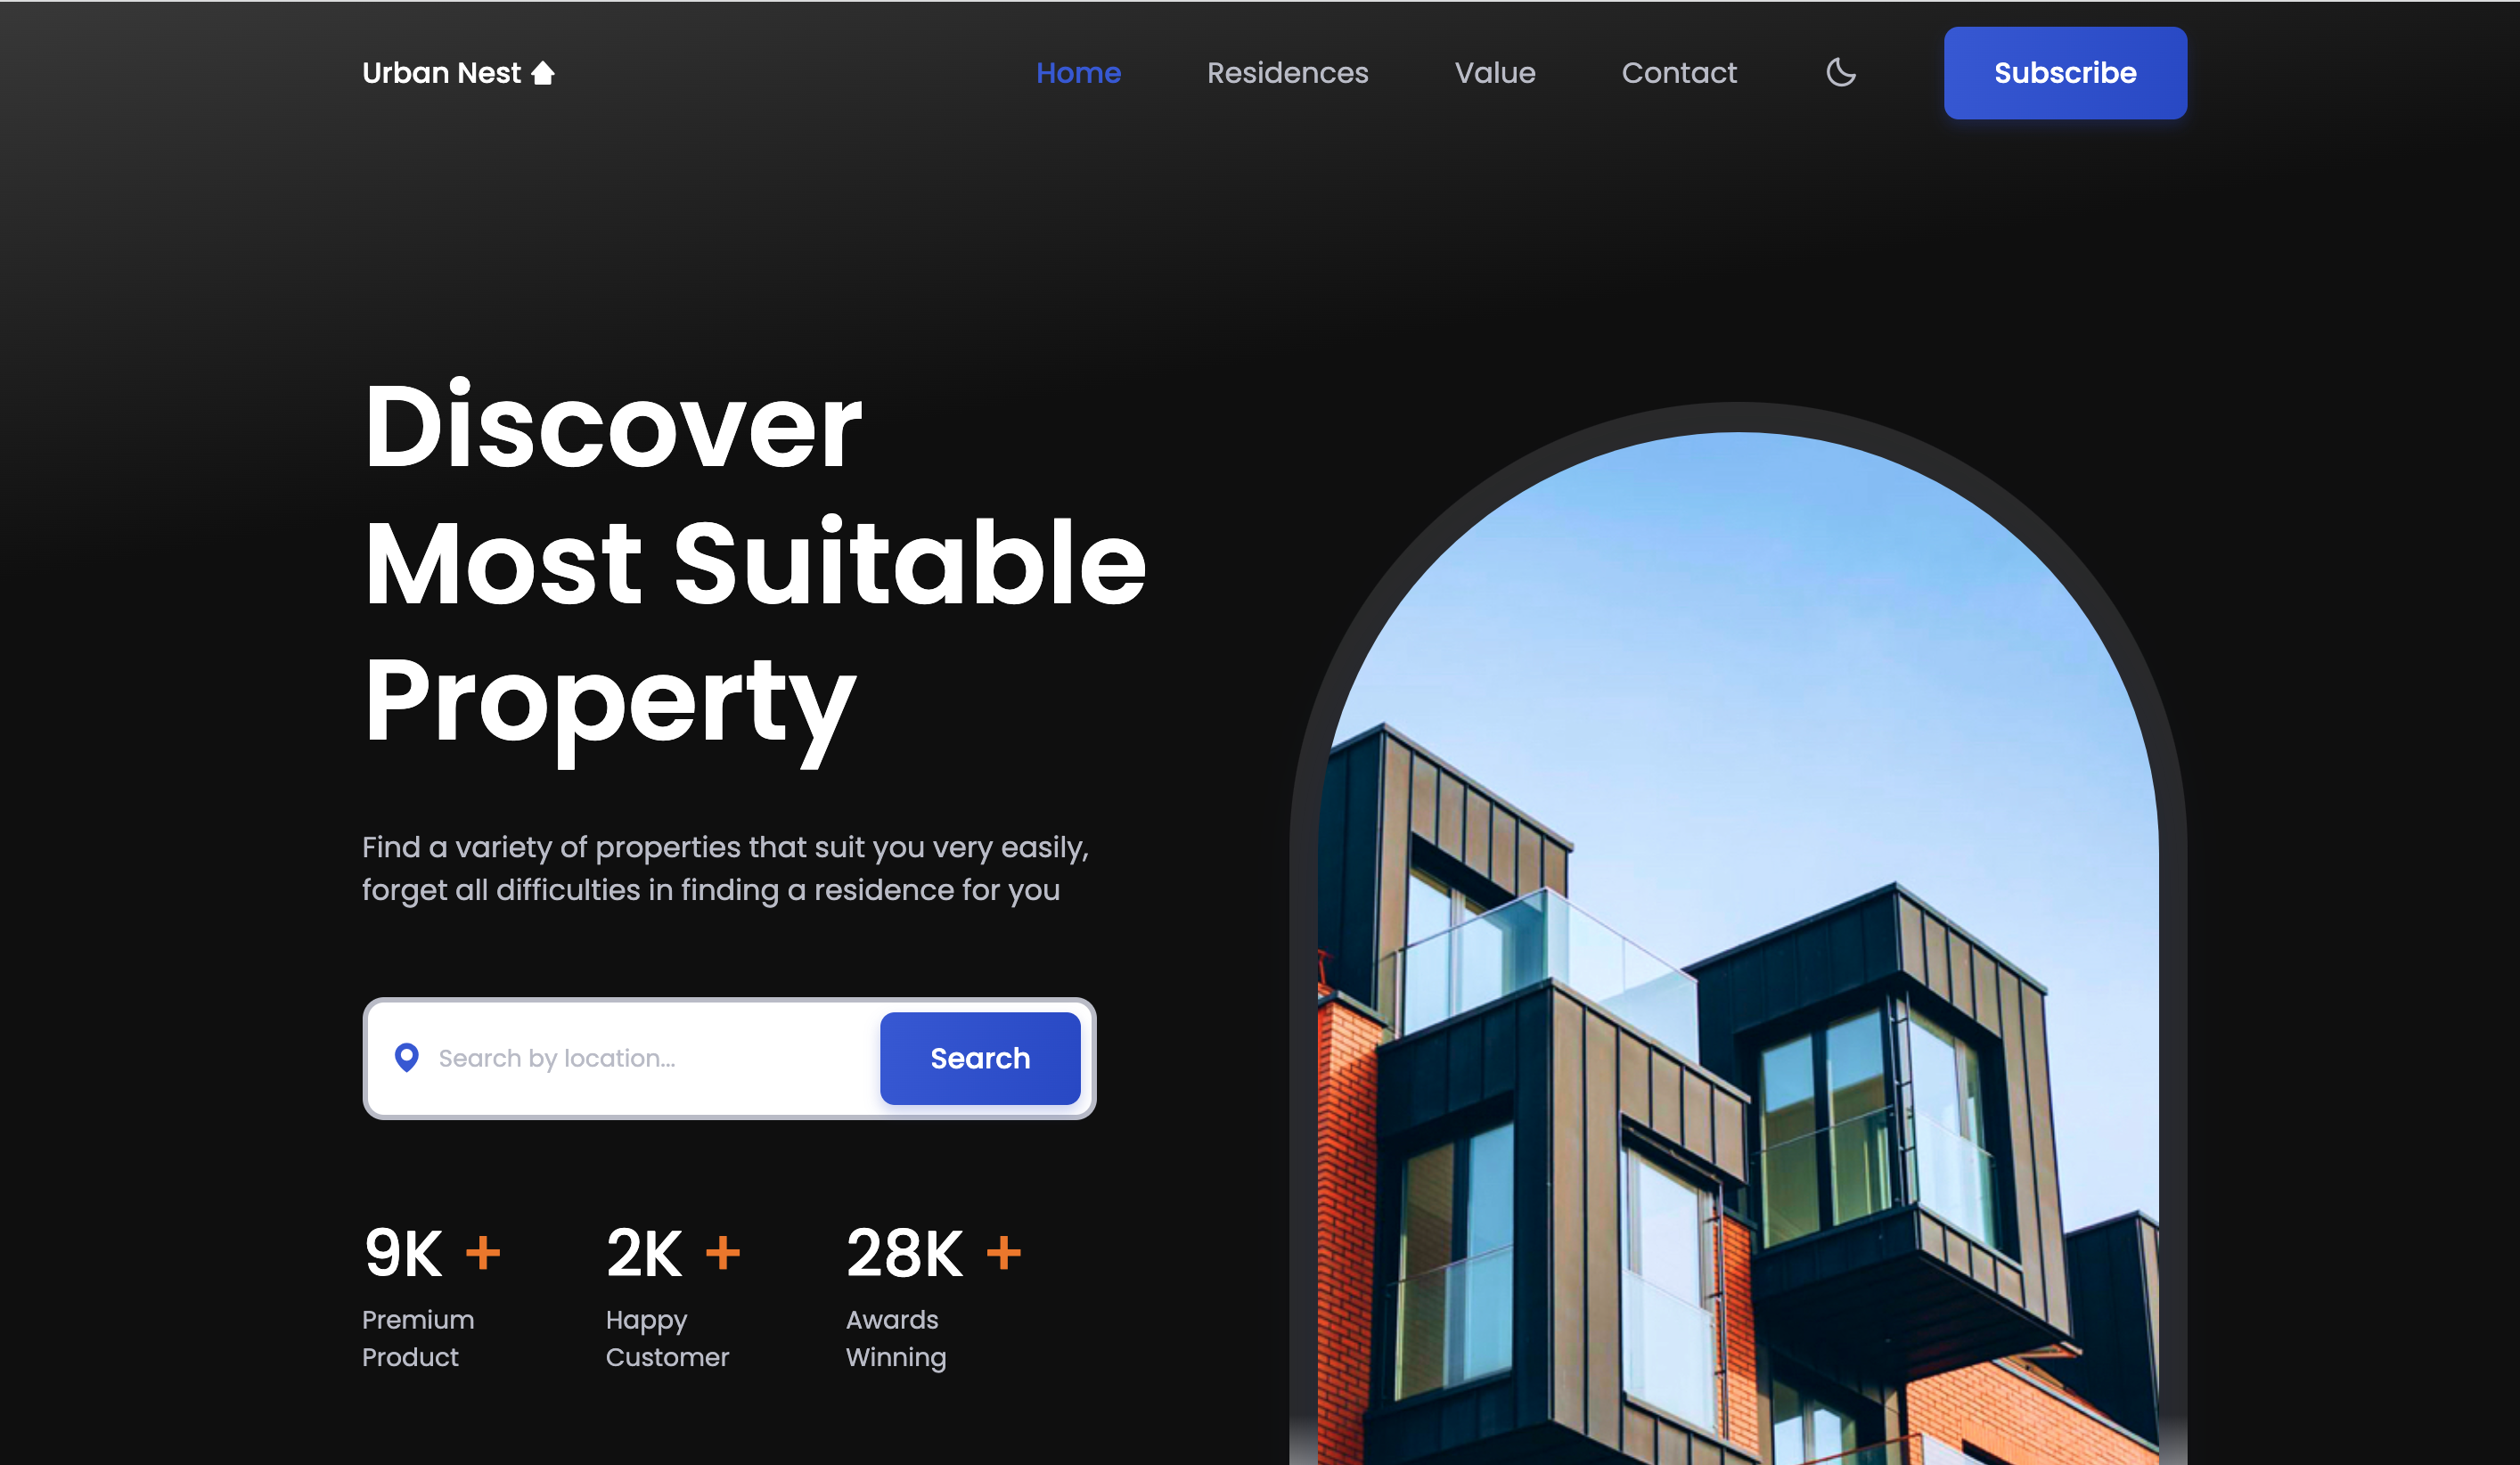 Urban Nest
Home
Residences
Value
Contact
Subscribe
Discover
Most Suitable
Property
Find a variety of properties that suit you very easily,
forget all difficulties in finding a residence for you
Search by location...
Search
9K +
Premium
Product
2K +
Happy
Customer
28K +
Awards
Winning